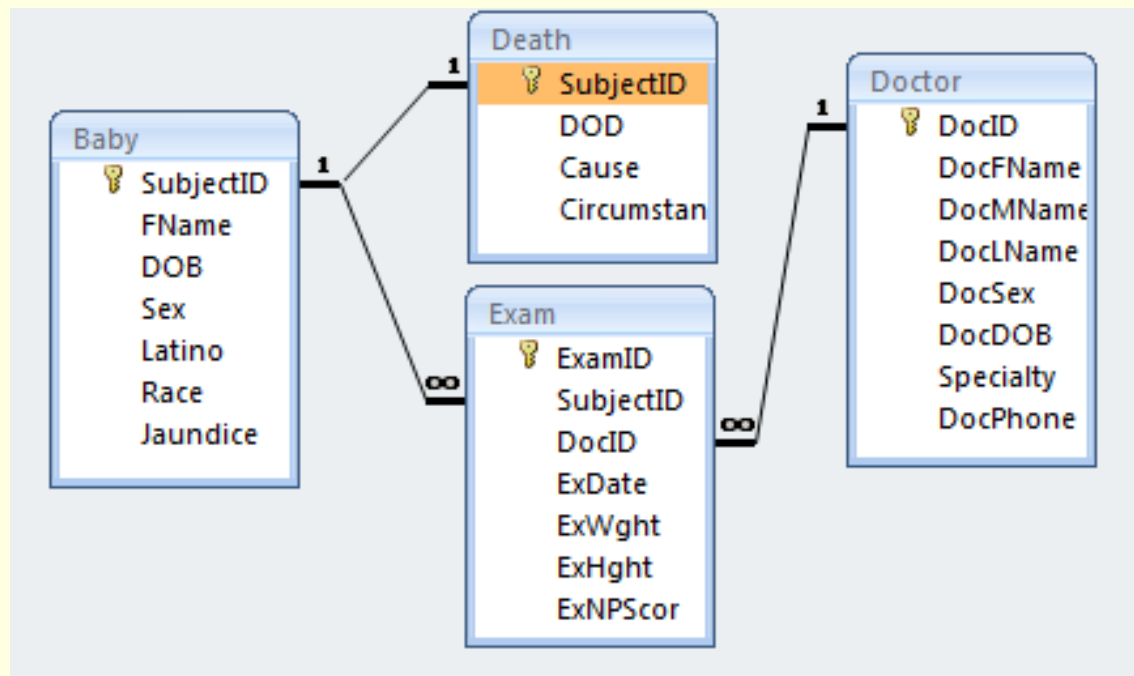 Death
1
SubjectID
DOD
Cause
Circumstan
Doctor
1
DocID
DocFName
DocMName
DocLName
DocSex
DocDOB
Specialty
DocPhone
Baby
1
SubjectID
FName
DOB
Sex
Latino
Race
Jaundice
Exam
ExamID
SubjectID
∞
DocID
∞
ExDate
ExWght
ExHght
ExNPScor